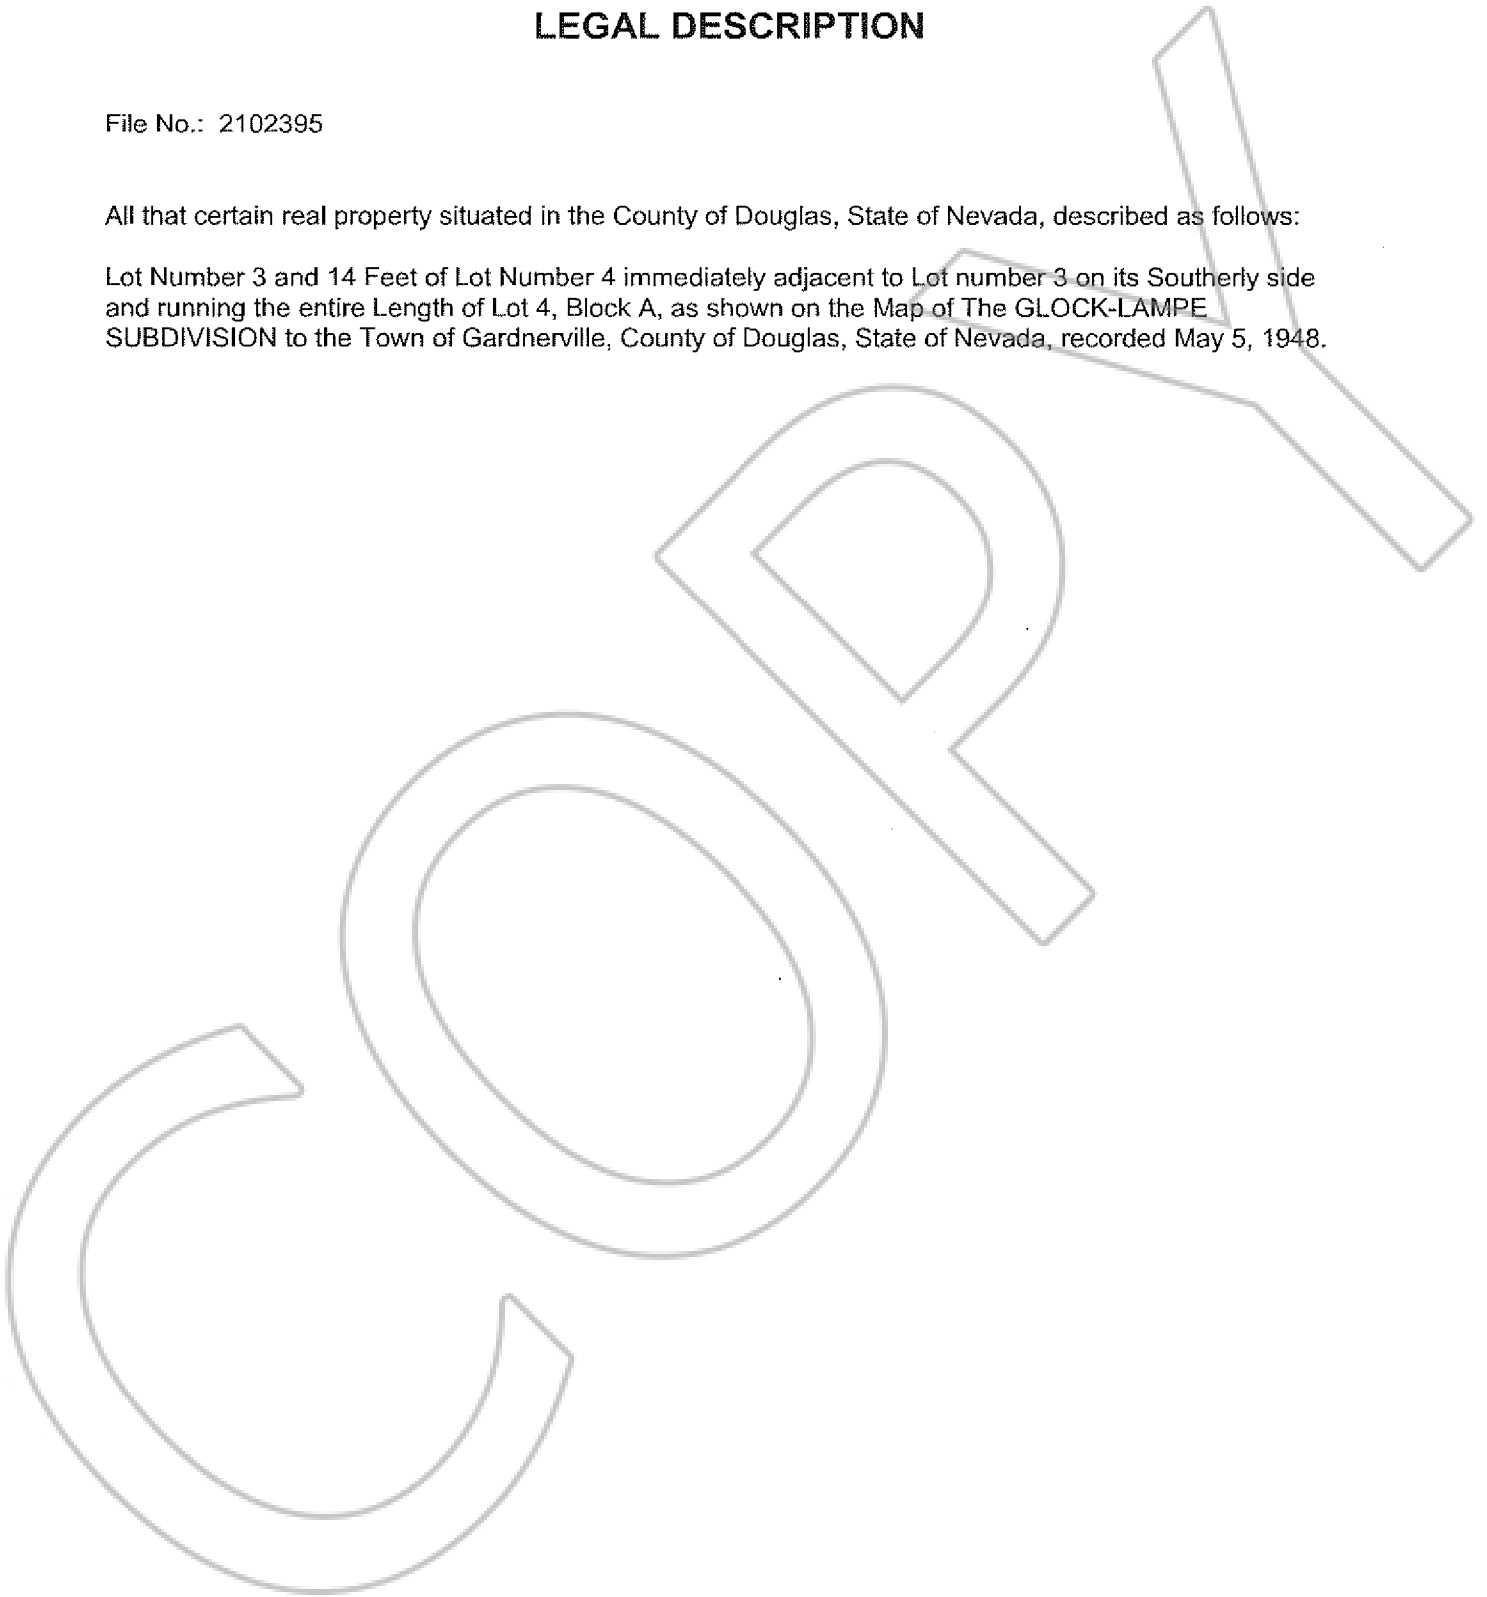 LEGAL DESCRIPTION
File No.: 2102395
All that certain real property situated in the County of Douglas, State of Nevada, described as follows:
Lot Number 3 and 14 Feet of Lot Number 4 immediately adjacent to Lot number 3 on its Southerly side
and running the entire Length of Lot 4, Block A, as shown on the Map of The GLOCK-LAMPE
SUBDIVISION to the Town of Gardnerville, County of Douglas, State of Nevada, recorded May 5, 1948.
COPY